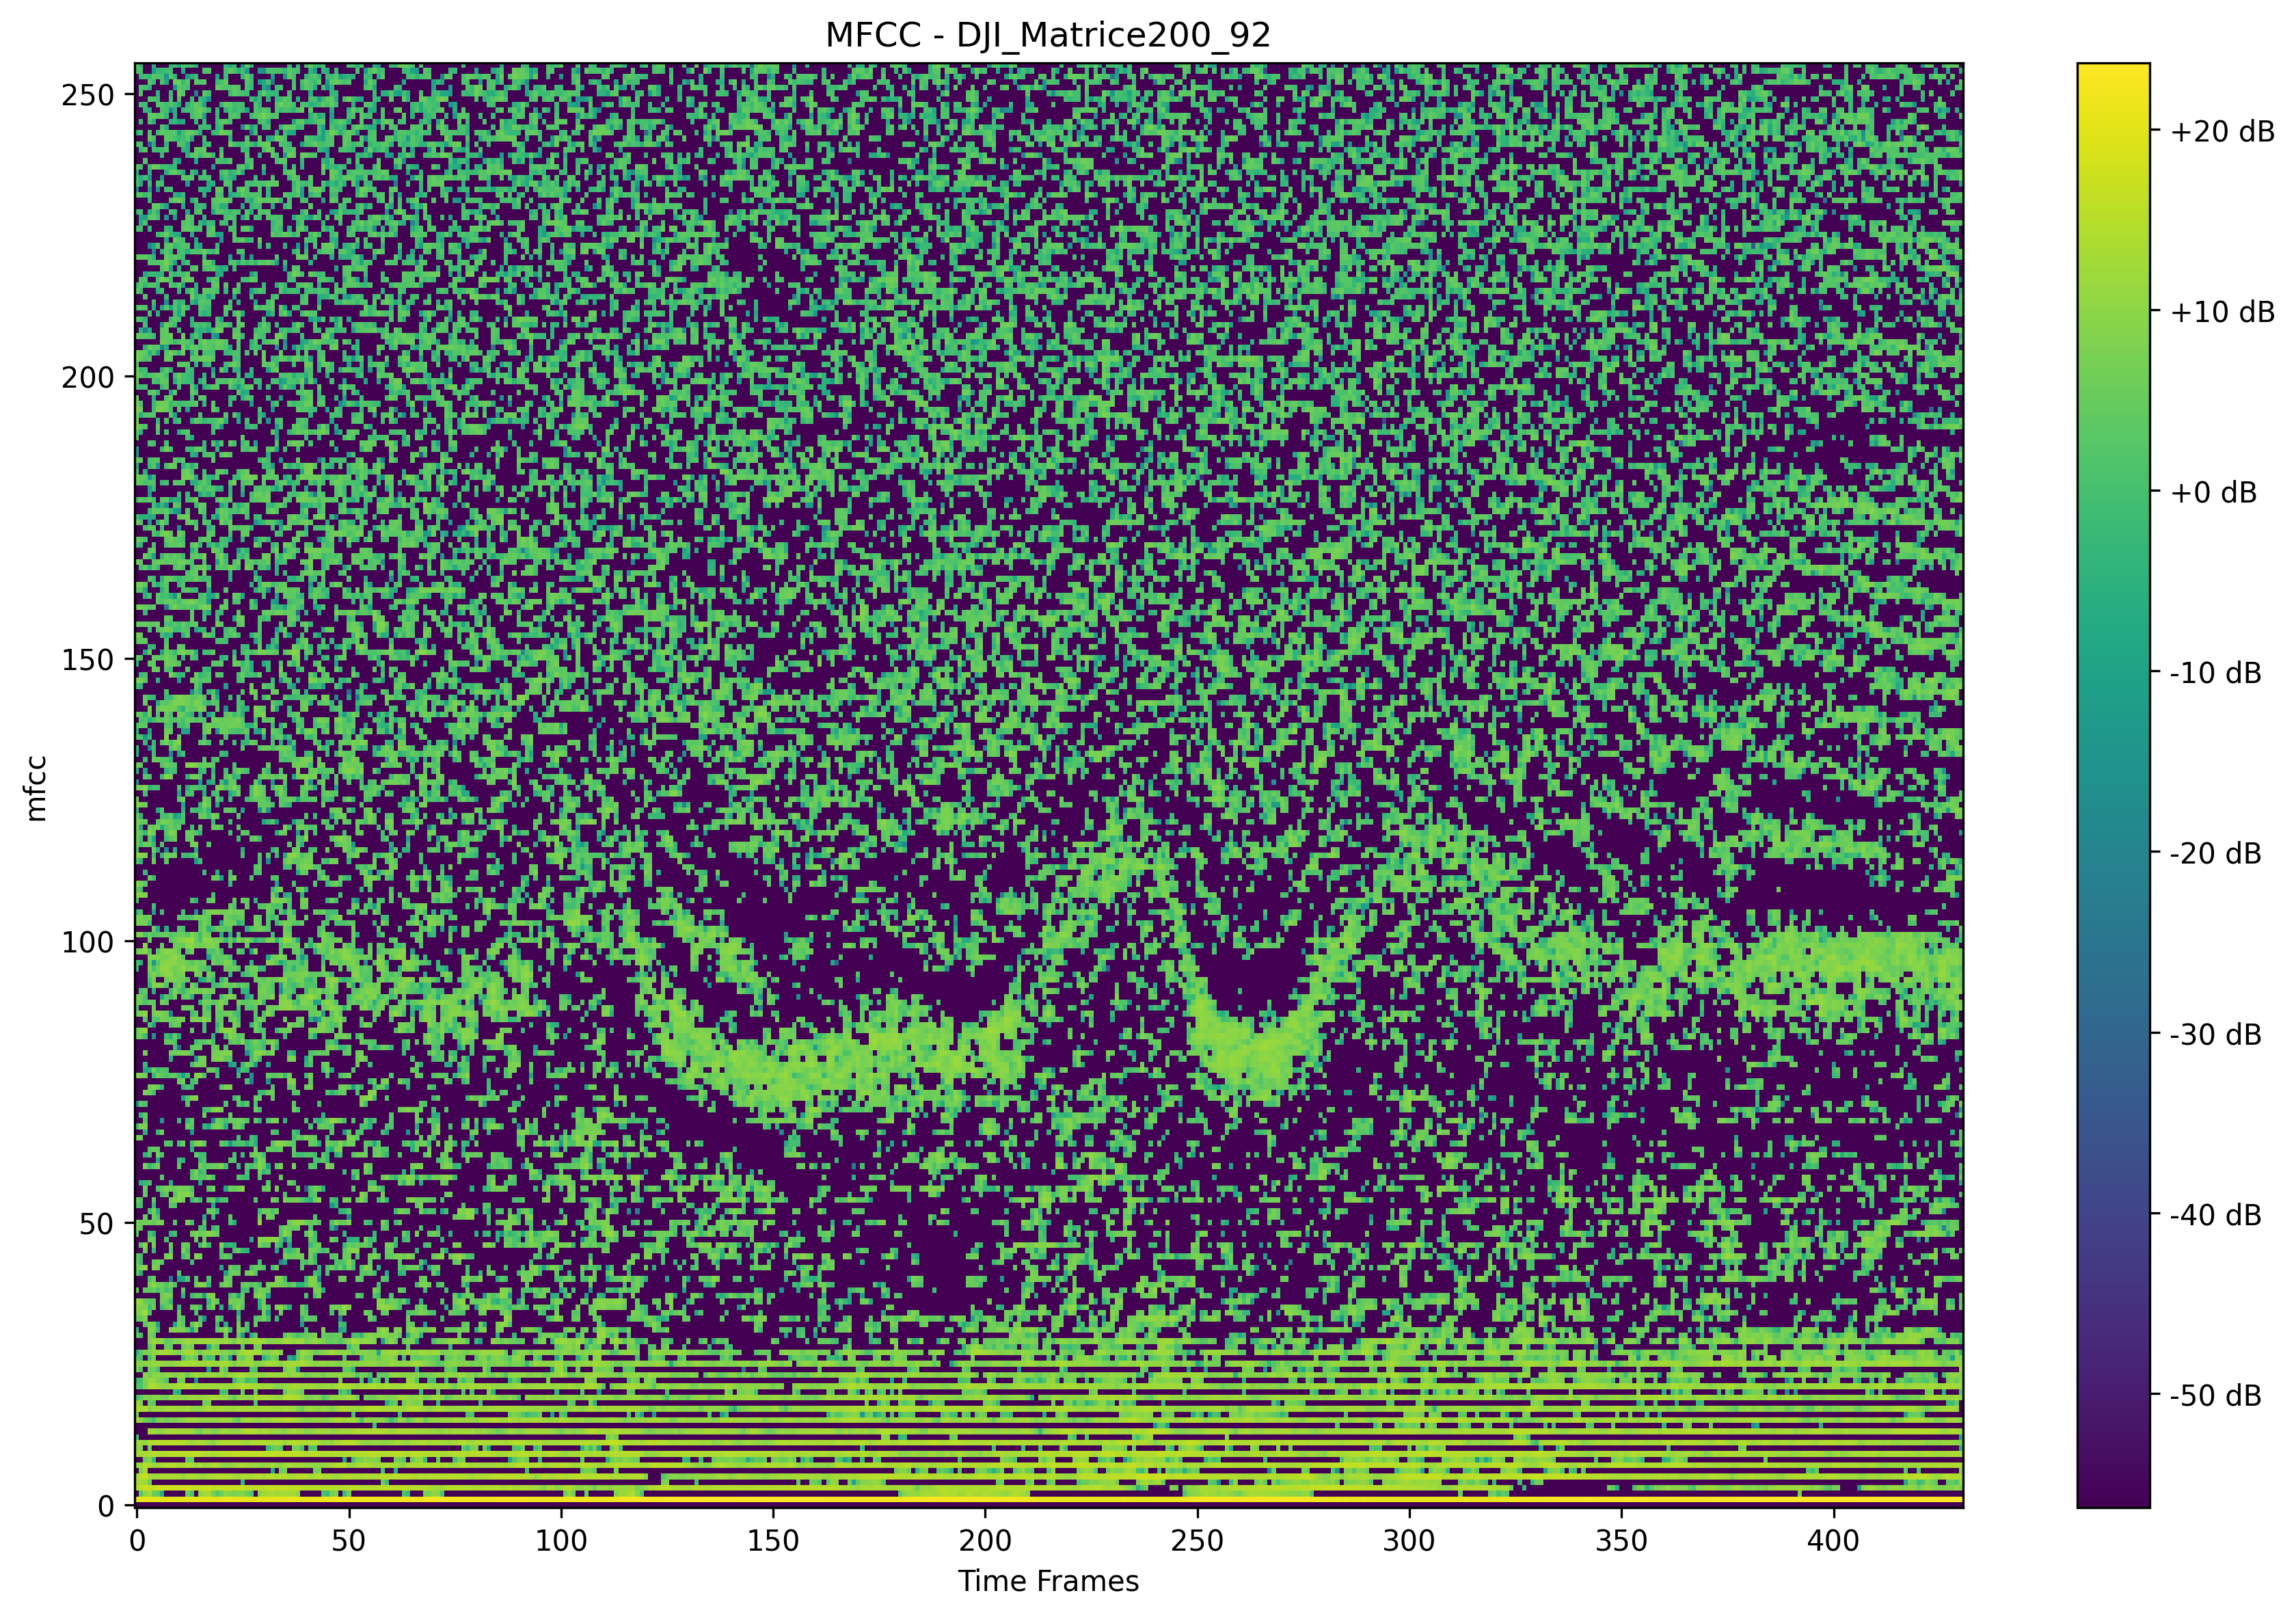 MFCC - DJI_Matrice200_92
250
200
150
100
50
0
mfcc
0 50 100 150 200 250 300 350 400
Time Frames
+20 dB
+10 dB
+0 dB
-10 dB
-20 dB
-30 dB
-40 dB
-50 dB